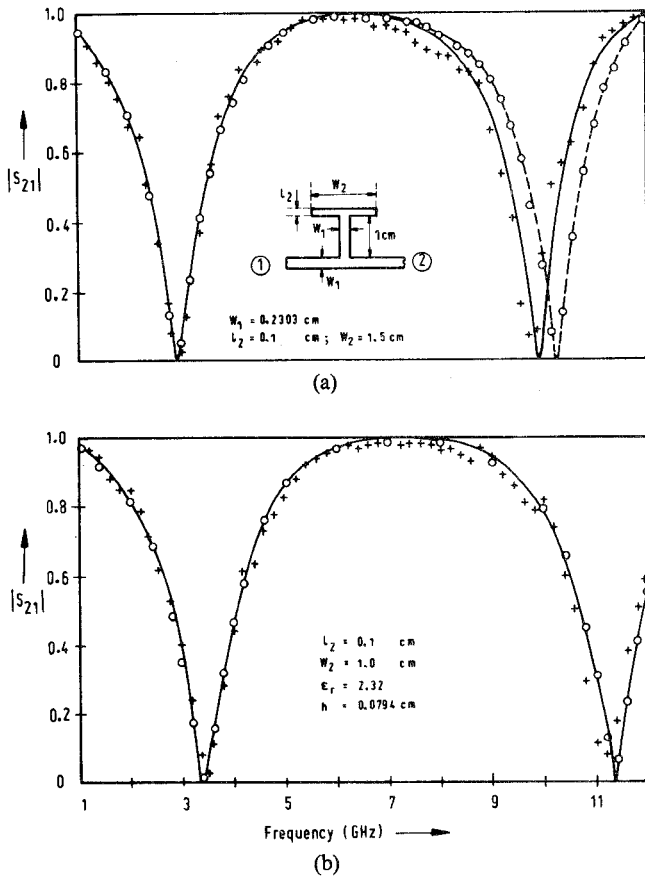 1.0
0.8
0.6
0.4
0.2
0
|S21|
W2
l2
W1
1cm
1
2
W1
W1 = 0.2303 cm
l2 = 0.1 cm ; W2 = 1.5 cm
(a)
1.0
0.8
0.6
0.4
0.2
0
|S21|
l2 = 0.1 cm
W2 = 1.0 cm
εr = 2.32
h = 0.0794 cm
1 3 5 7 9 11
Frequency (GHz)
(b)